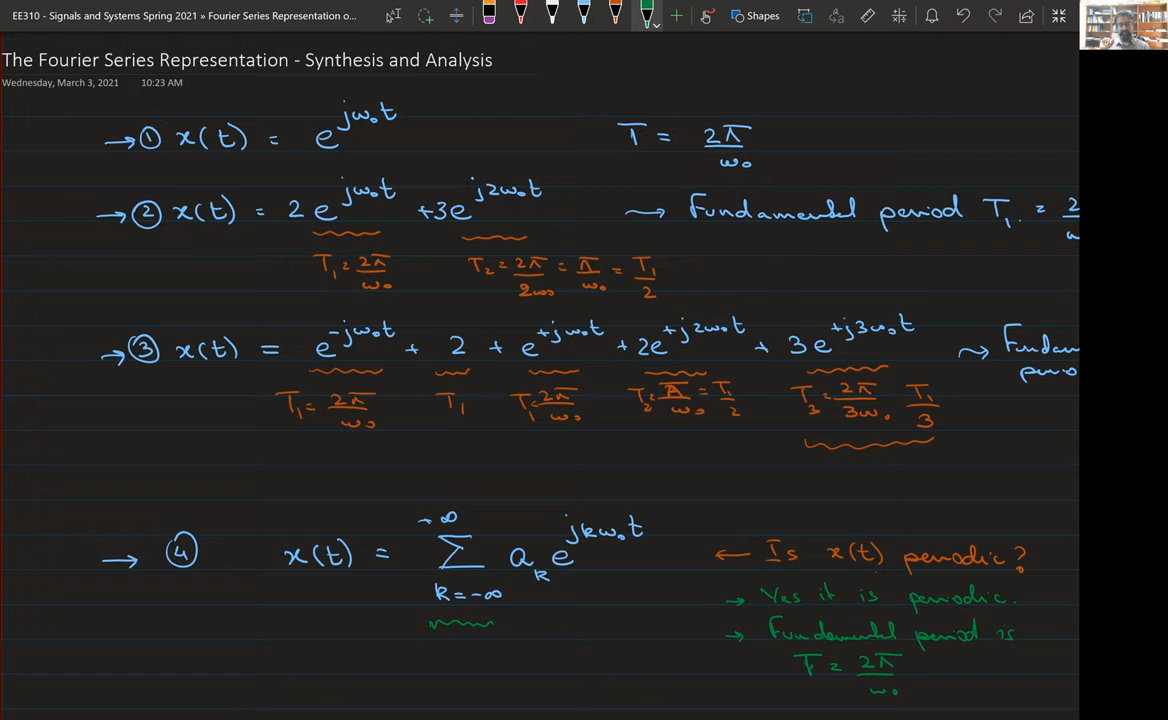 EE310 - Signals and Systems Spring 2021 » Fourier Series Representation o...
Shapes
The Fourier Series Representation - Synthesis and Analysis
Wednesday, March 3, 2021 10:23 AM
→ ① x(t) = e^{jω₀t} T = 2π/ω₀
→ ② x(t) = 2e^{jω₀t} +3e^{j2ω₀t} ⇝ Fundamental period T₁ = 2
T₁ = 2π/ω₀ T₂ = 2π/2ω₀ = π/ω₀ = T₁/2
→ ③ x(t) = e^{-jω₀t} + 2 + e^{+jω₀t} + 2e^{+j2ω₀t} + 3e^{+j3ω₀t} ⇝ Fundam
perio
T₁ = 2π/ω₀ T₁ T₁ = 2π/ω₀ T₂ = π/ω₀ = T₁/2 T₃ = 2π/3ω₀ T₁/3
→ ④ x(t) = Σ_{k=-∞}^{+∞} a_k e^{jkω₀t} ← Is x(t) periodic?
→ Yes it is periodic.
→ Fundamental period is
T = 2π/ω₀